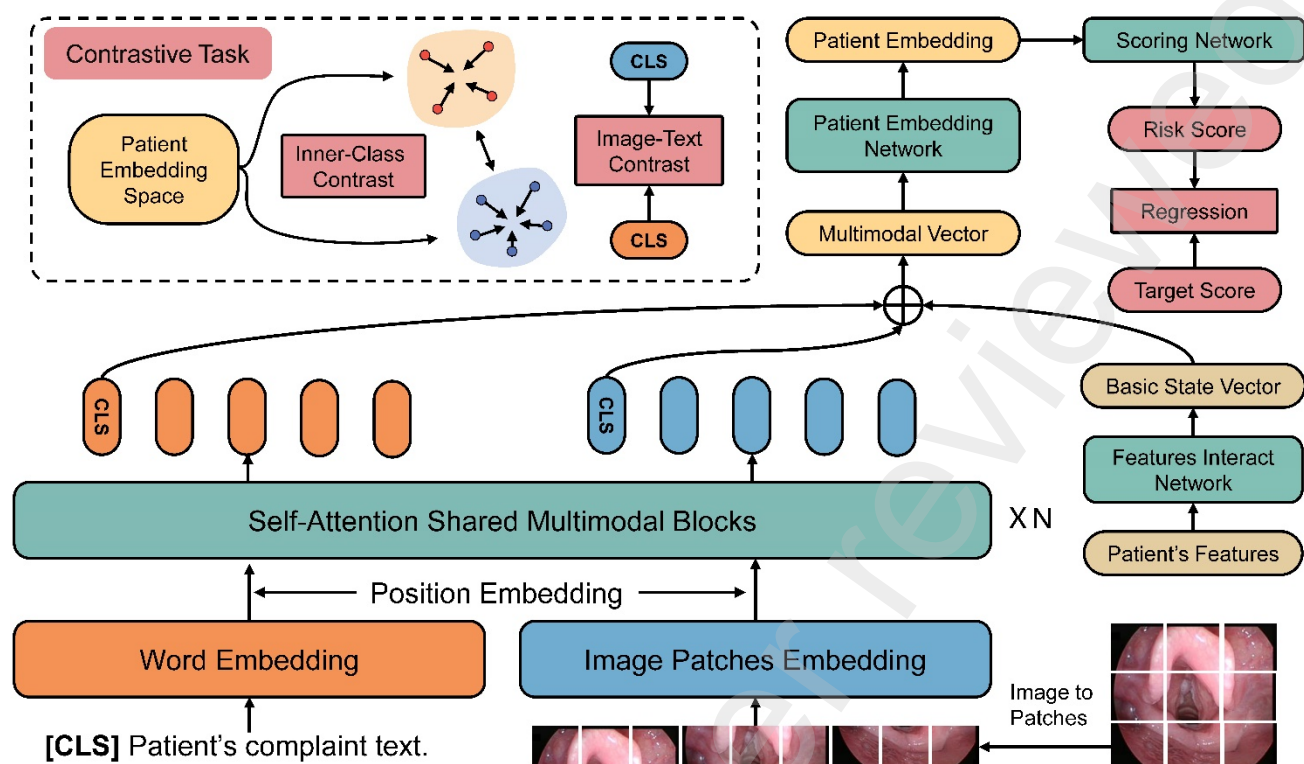 Contrastive Task
Patient
Embedding
Space
Inner-Class
Contrast
CLS
Image-Text
Contrast
CLS
Patient Embedding
Scoring Network
Patient Embedding
Network
Risk Score
Multimodal Vector
Regression
Target Score
CLS
CLS
Basic State Vector
Self-Attention Shared Multimodal Blocks
X N
Features Interact
Network
Patient's Features
Position Embedding
Word Embedding
Image Patches Embedding
Image to
Patches
[CLS] Patient's complaint text.
er reviewed